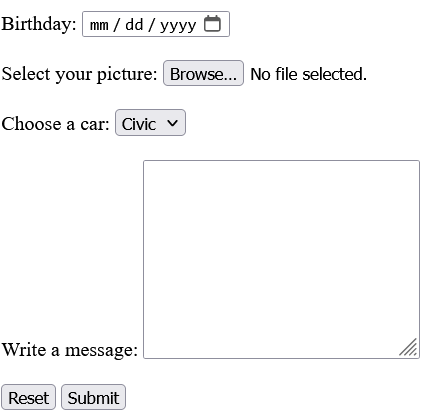 Birthday: mm / dd / yyyy
Select your picture: Browse... No file selected.
Choose a car: Civic
Write a message:
Reset Submit